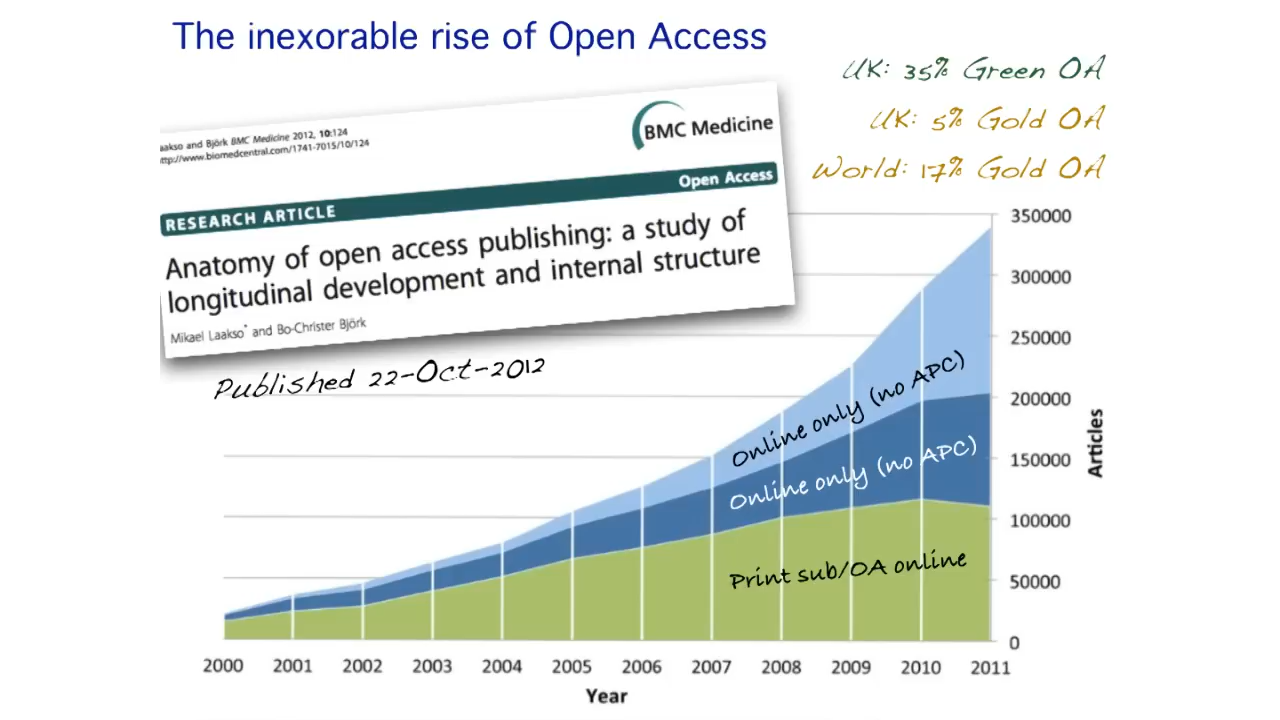 The inexorable rise of Open Access
UK: 35% Green OA
UK: 5% Gold OA
World: 17% Gold OA
aakso and Björk BMC Medicine 2012, 10:124
ttp://www.biomedcentral.com/1741-7015/10/124
BMC Medicine
RESEARCH ARTICLE
Open Access
Anatomy of open access publishing: a study of
longitudinal development and internal structure
Mikael Laakso* and Bo-Christer Björk
Published 22-Oct-2012
350000
300000
250000
200000
150000
100000
50000
0
Articles
Online only (no APC)
Online only (no APC)
Print sub/OA online
2000 2001 2002 2003 2004 2005 2006 2007 2008 2009 2010 2011
Year